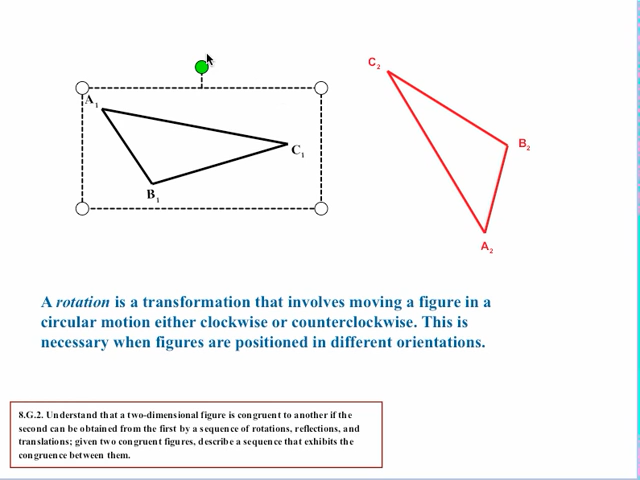 C2
A1
B2
C1
B1
A2
A rotation is a transformation that involves moving a figure in a
circular motion either clockwise or counterclockwise. This is
necessary when figures are positioned in different orientations.
8.G.2. Understand that a two-dimensional figure is congruent to another if the
second can be obtained from the first by a sequence of rotations, reflections, and
translations; given two congruent figures, describe a sequence that exhibits the
congruence between them.